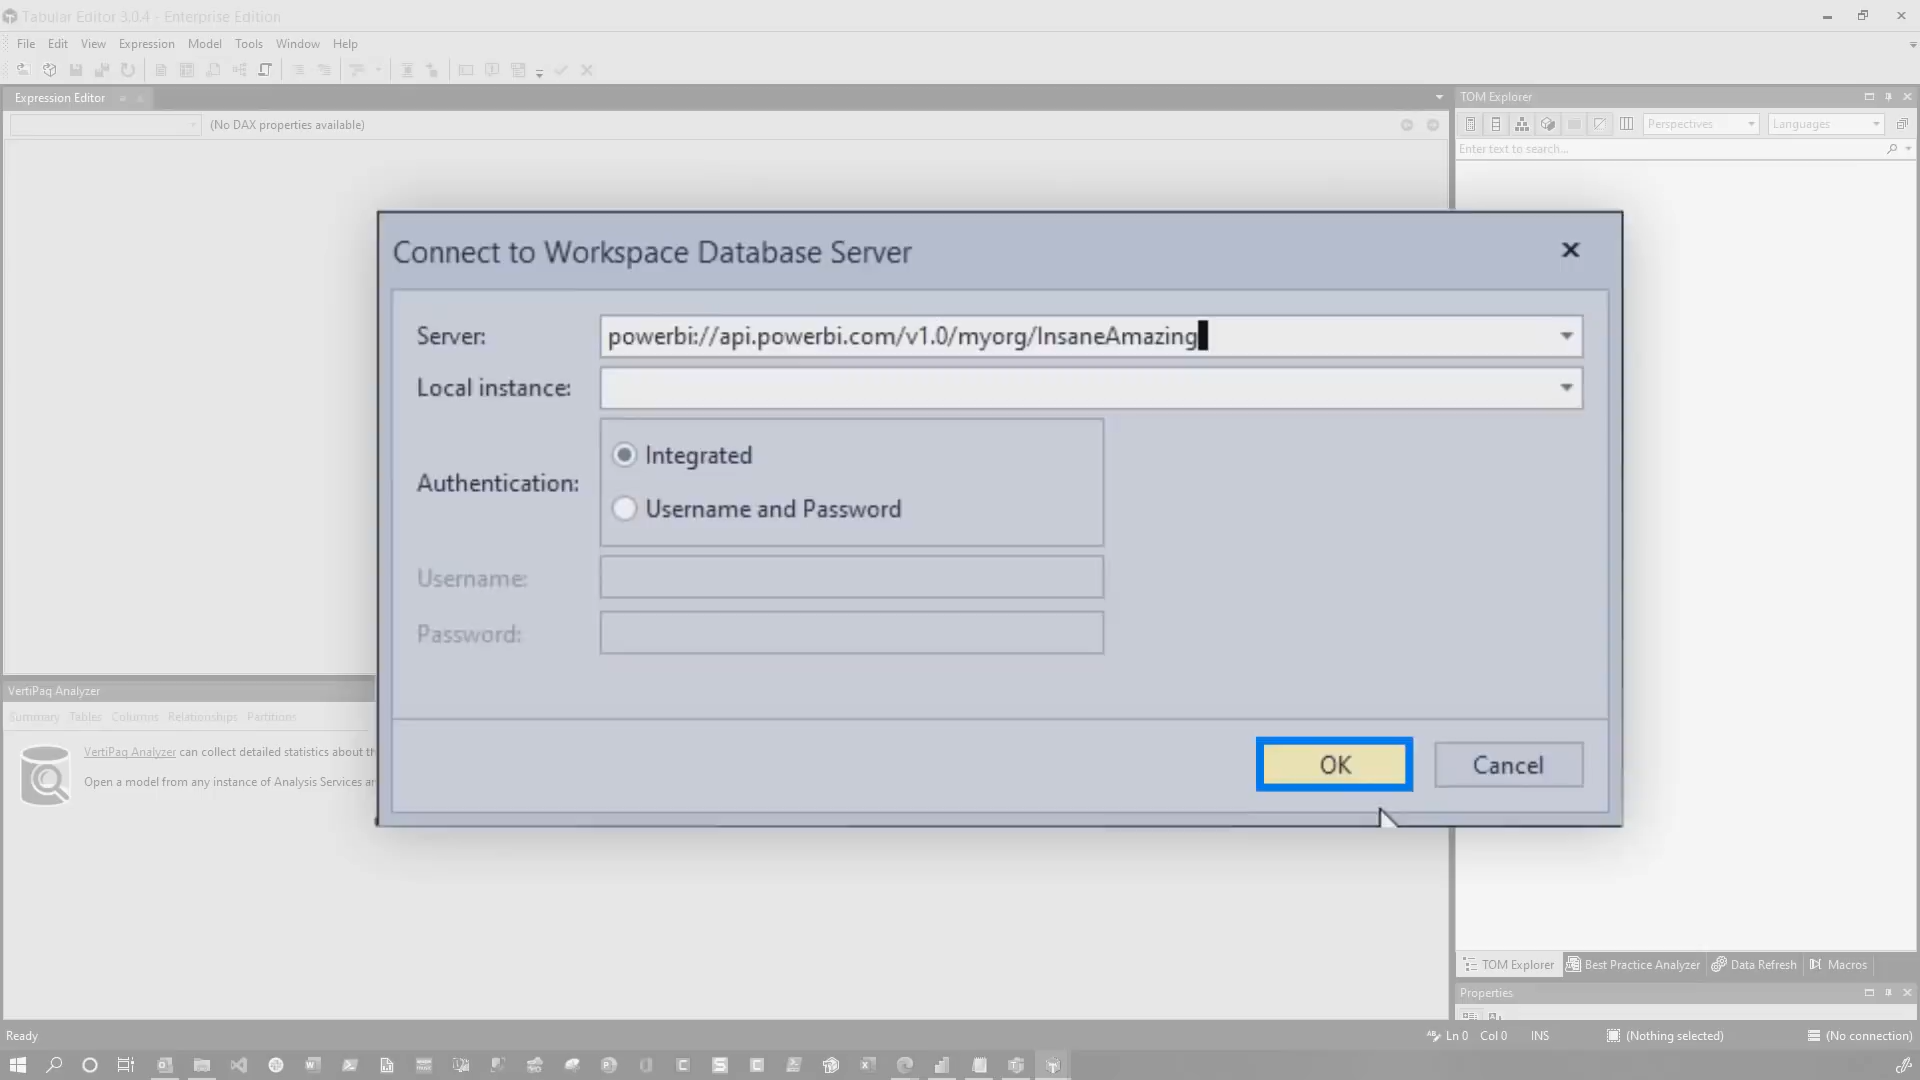 Tabular Editor 3.0.4 - Enterprise Edition
File Edit View Expression Model Tools Window Help
Expression Editor
(No DAX properties available)
TOM Explorer
Perspectives Languages
Enter text to search...
Connect to Workspace Database Server
Server: powerbi://api.powerbi.com/v1.0/myorg/InsaneAmazing
Local instance:
Authentication:
Integrated
Username and Password
Username:
Password:
OK Cancel
VertiPaq Analyzer
Summary Tables Columns Relationships Partitions
VertiPaq Analyzer can collect detailed statistics about
Open a model from any instance of Analysis Services
TOM Explorer Best Practice Analyzer Data Refresh Macros
Properties
Ready Ln 0 Col 0 INS (Nothing selected) (No connection)